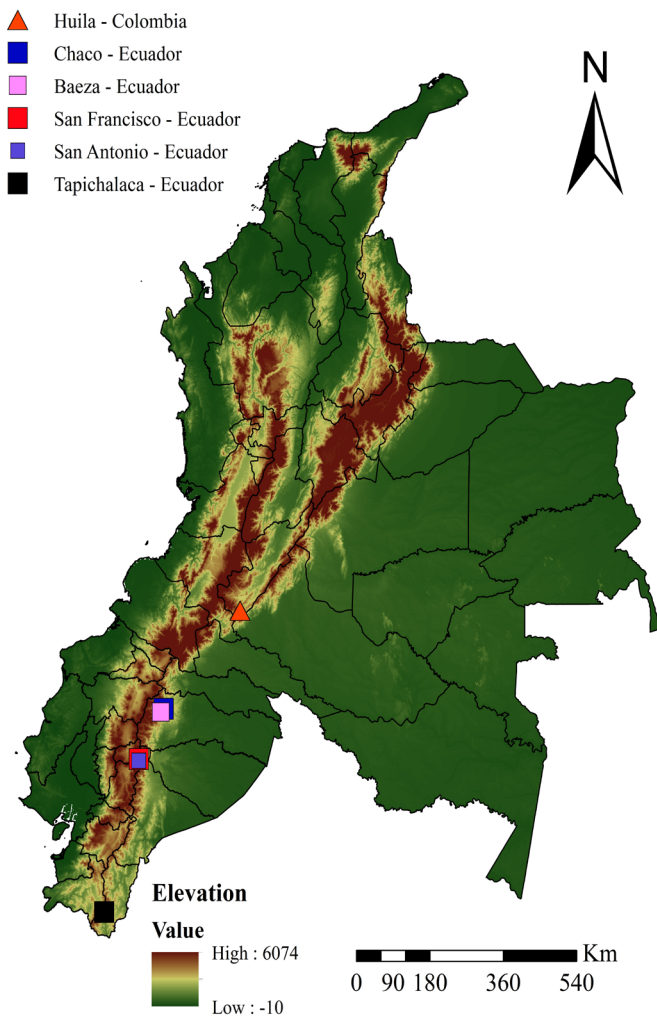 Huila - Colombia
Chaco - Ecuador
Baeza - Ecuador
San Francisco - Ecuador
San Antonio - Ecuador
Tapichalaca - Ecuador
N
Elevation
Value
High : 6074
Low : -10
Km
0 90 180 360 540